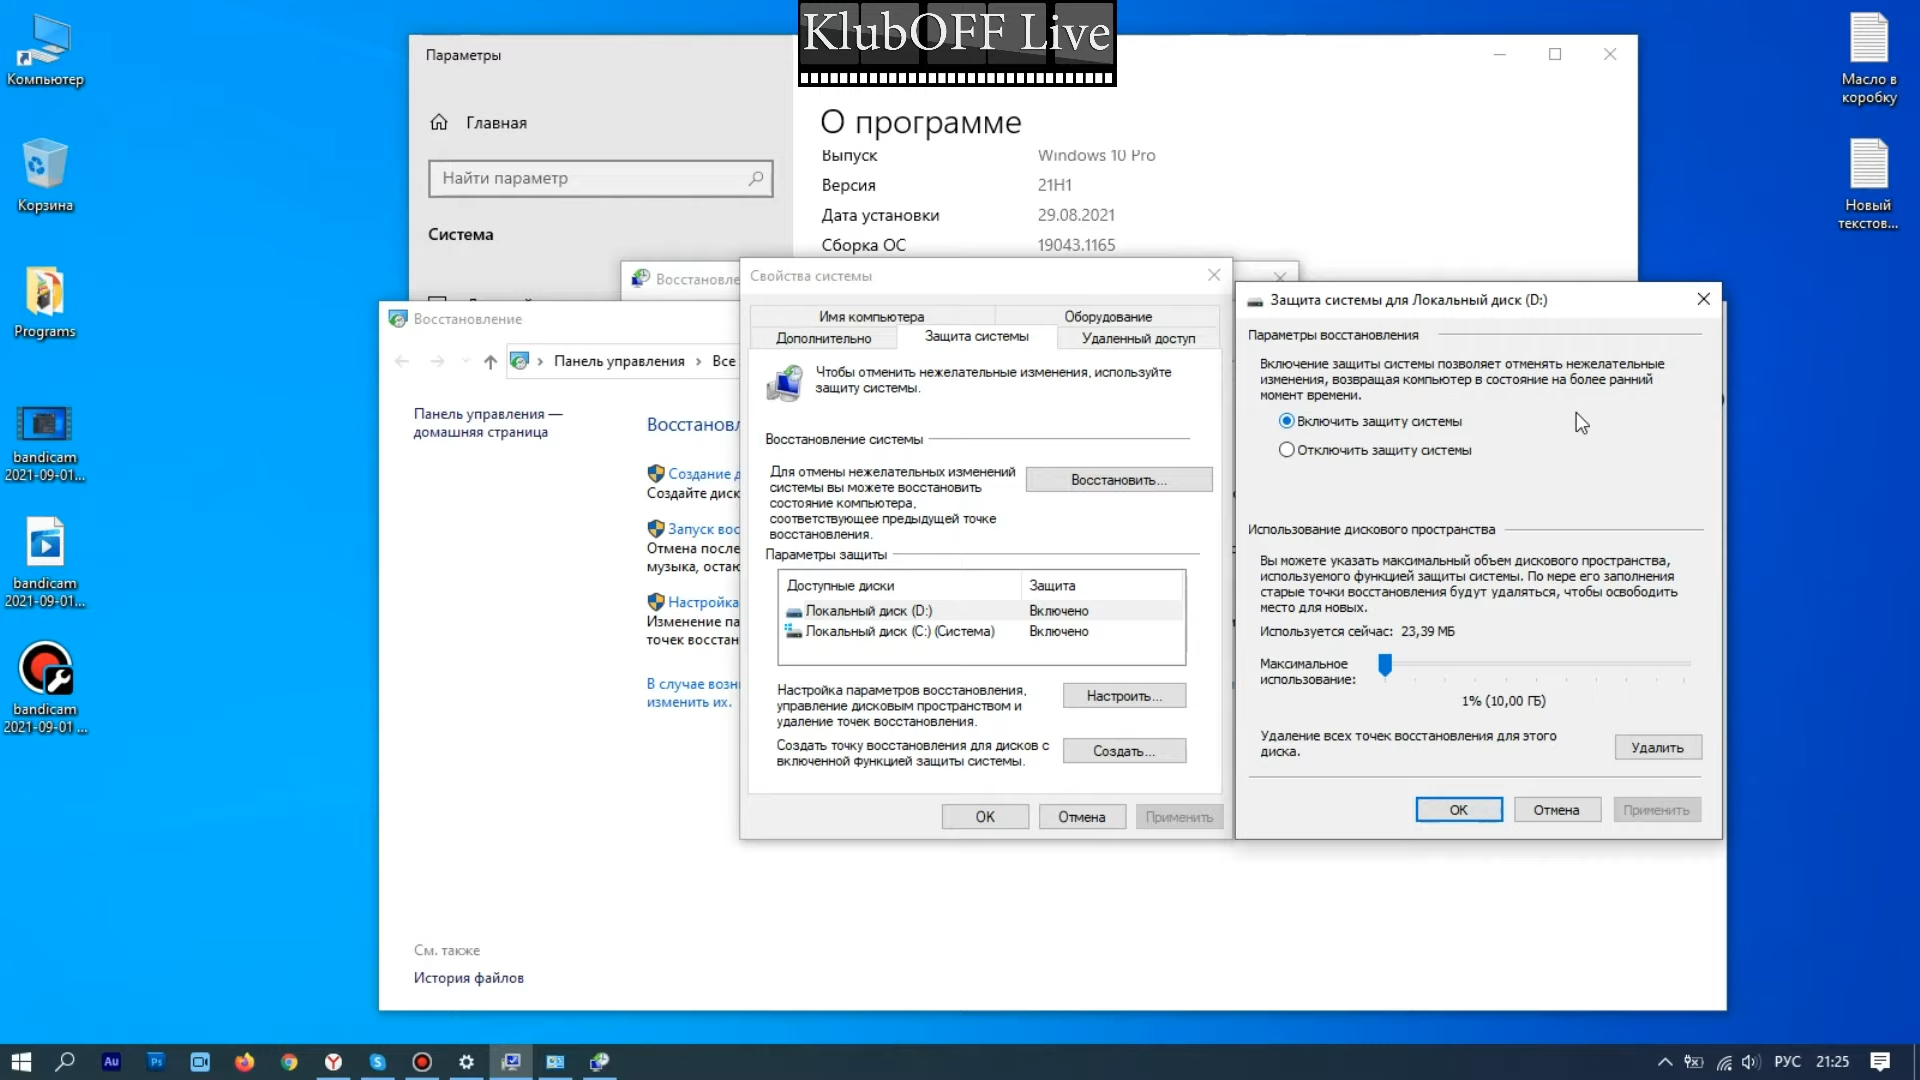 KlubOFF Live
Компьютер
Корзина
Programs
bandicam
2021-09-01...
bandicam
2021-09-01...
bandicam
2021-09-01 ...
Масло в
коробку
Новый
текстов...
Параметры
Главная
Найти параметр
Система
О программе
Выпуск Windows 10 Pro
Версия 21H1
Дата установки 29.08.2021
Сборка ОС 19043.1165
Восстановле
Восстановление
Панель управления › Все
Панель управления —
домашняя страница
Восстановл
Создание д
Создайте диск
Запуск вос
Отмена после
музыка, остаю
Настройка
Изменение па
точек восстан
В случае возни
изменить их.
См. также
История файлов
Свойства системы
Имя компьютера
Оборудование
Дополнительно
Защита системы
Удаленный доступ
Чтобы отменить нежелательные изменения, используйте
защиту системы.
Восстановление системы
Для отмены нежелательных изменений
системы вы можете восстановить
состояние компьютера,
соответствующее предыдущей точке
восстановления.
Восстановить...
Параметры защиты
Доступные диски Защита
Локальный диск (D:) Включено
Локальный диск (C:) (Система) Включено
Настройка параметров восстановления,
управление дисковым пространством и
удаление точек восстановления.
Настроить...
Создать точку восстановления для дисков с
включенной функцией защиты системы.
Создать...
OK
Отмена
Применить
Защита системы для Локальный диск (D:)
Параметры восстановления
Включение защиты системы позволяет отменять нежелательные
изменения, возвращая компьютер в состояние на более ранний
момент времени.
Включить защиту системы
Отключить защиту системы
Использование дискового пространства
Вы можете указать максимальный объем дискового пространства,
используемого функцией защиты системы. По мере его заполнения
старые точки восстановления будут удаляться, чтобы освободить
место для новых.
Используется сейчас: 23,39 МБ
Максимальное
использование:
1% (10,00 ГБ)
Удаление всех точек восстановления для этого
диска.
Удалить
OK
Отмена
Применить
Au
Ps
РУС
21:25